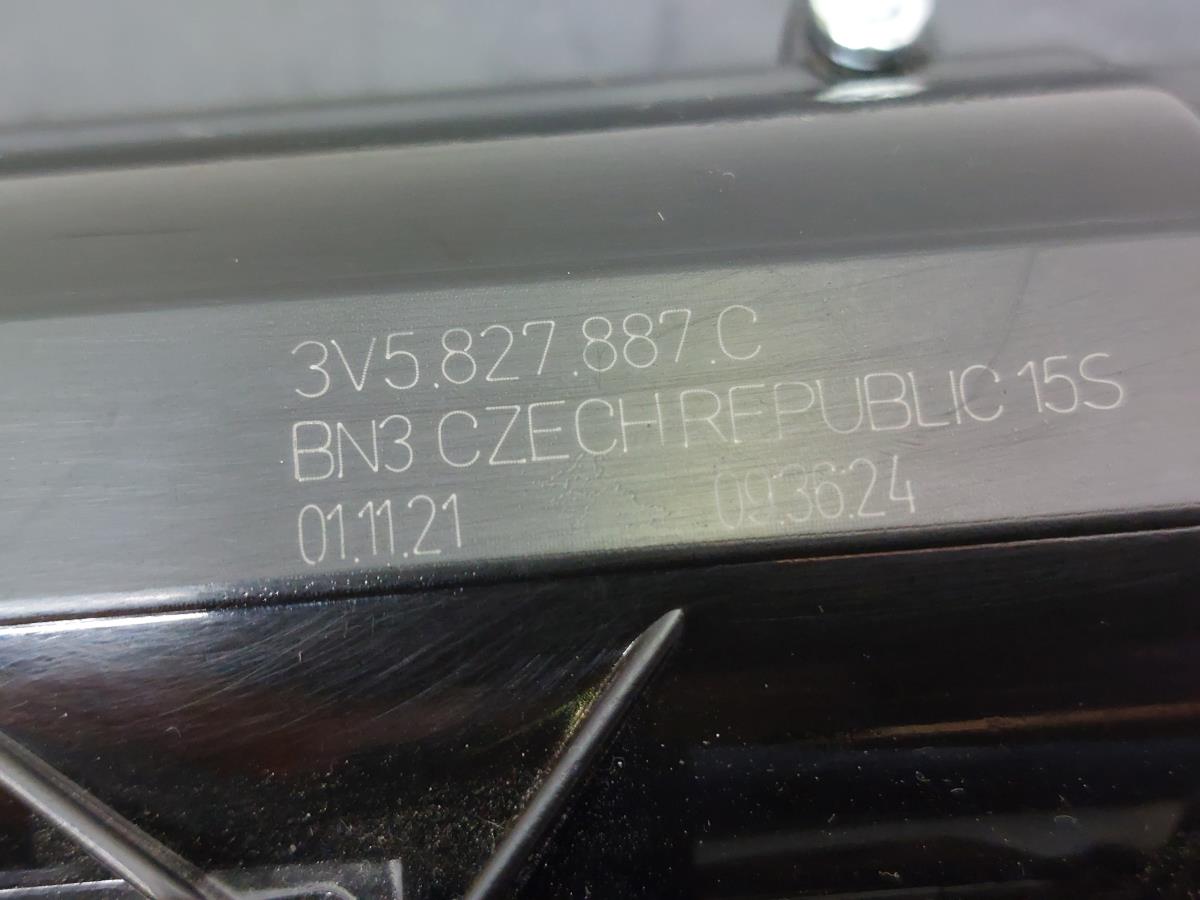 3V5.827.887.C
BN3 CZECH REPUBLIC 15S
01.11.21 09:36:24